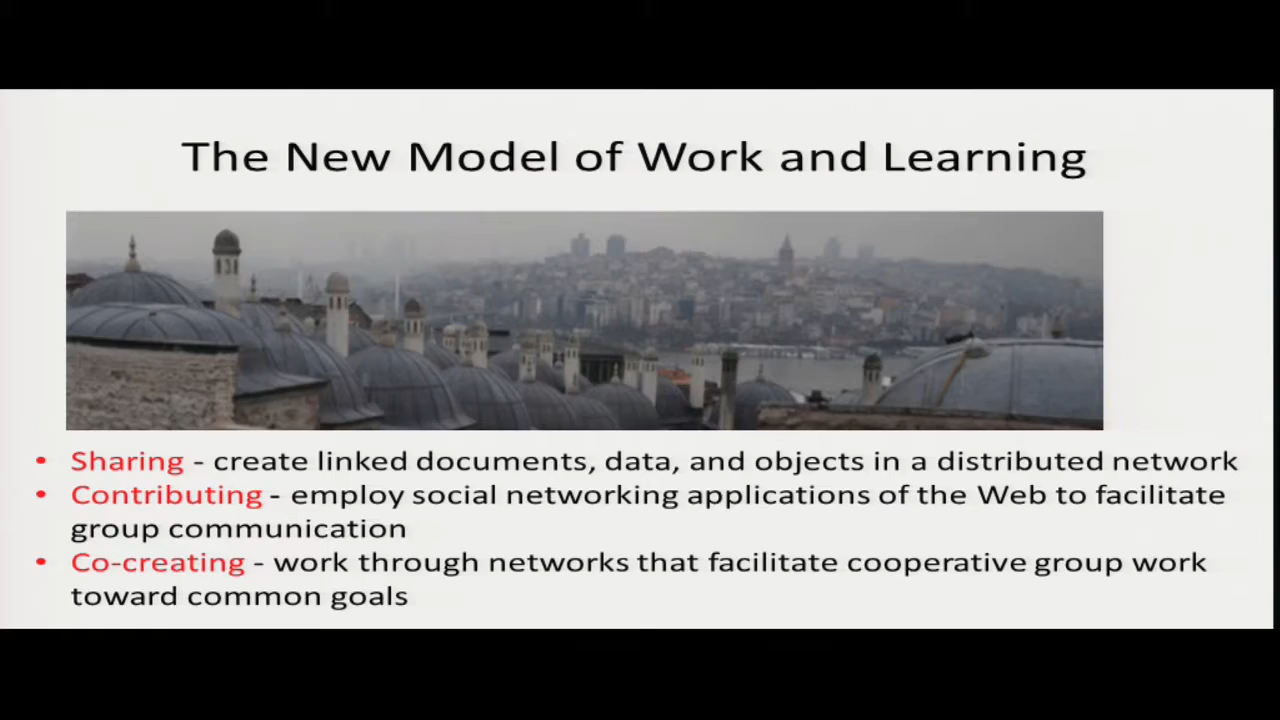 The New Model of Work and Learning
• Sharing - create linked documents, data, and objects in a distributed network
• Contributing - employ social networking applications of the Web to facilitate
group communication
• Co-creating - work through networks that facilitate cooperative group work
toward common goals